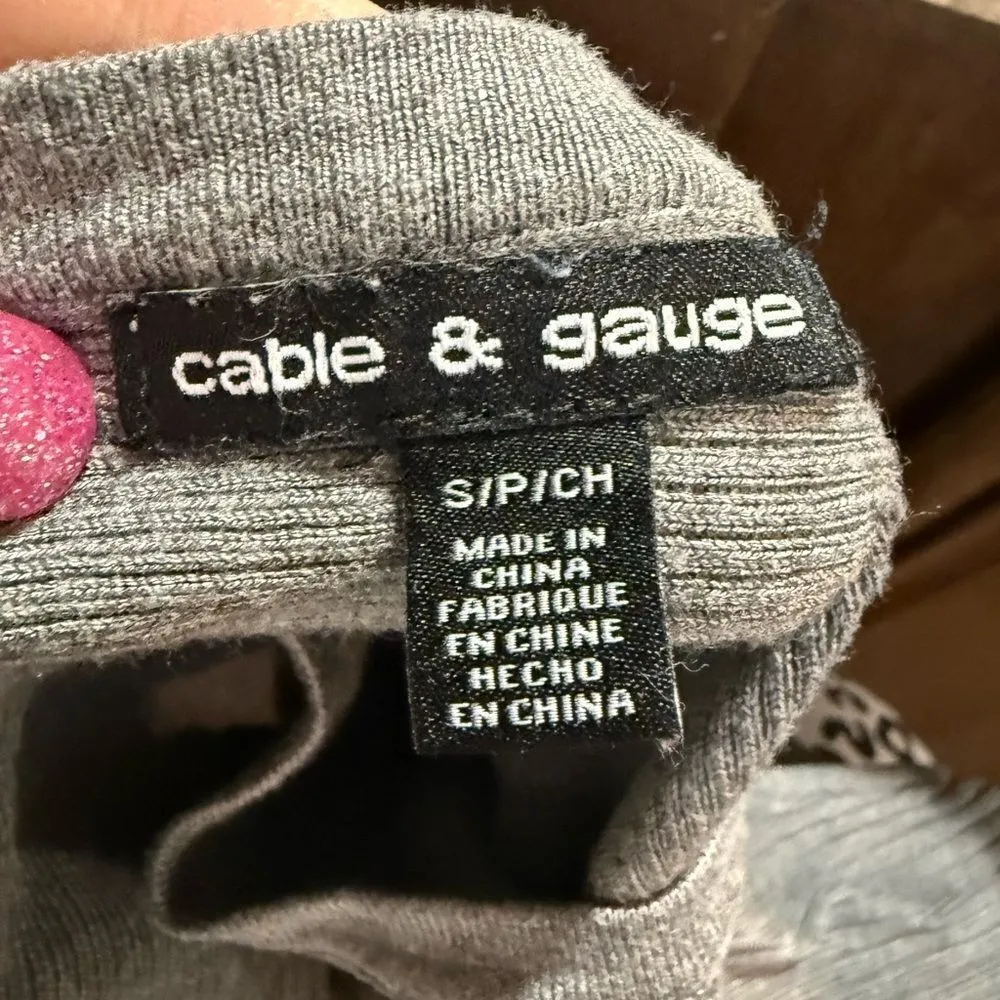 cable & gauge
S/P/CH
MADE IN
CHINA
FABRIQUE
EN CHINE
HECHO
EN CHINA